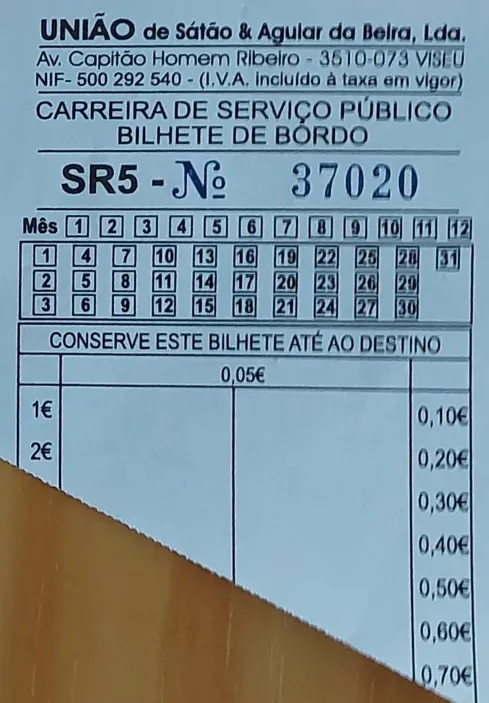 UNIÃO de Sátão & Aguiar da Beira, Lda.
Av. Capitão Homem Ribeiro - 3510-073 VISEU
NIF- 500 292 540 - (I.V.A. incluído à taxa em vigor)
CARREIRA DE SERVIÇO PÚBLICO
BILHETE DE BORDO
SR5 - Nº 37020
Mês 1 2 3 4 5 6 7 8 9 10 11 12
1 4 7 10 13 16 19 22 25 28 31
2 5 8 11 14 17 20 23 26 29
3 6 9 12 15 18 21 24 27 30
CONSERVE ESTE BILHETE ATÉ AO DESTINO
0,05€
1€ 0,10€
2€ 0,20€
0,30€
0,40€
0,50€
0,60€
0,70€